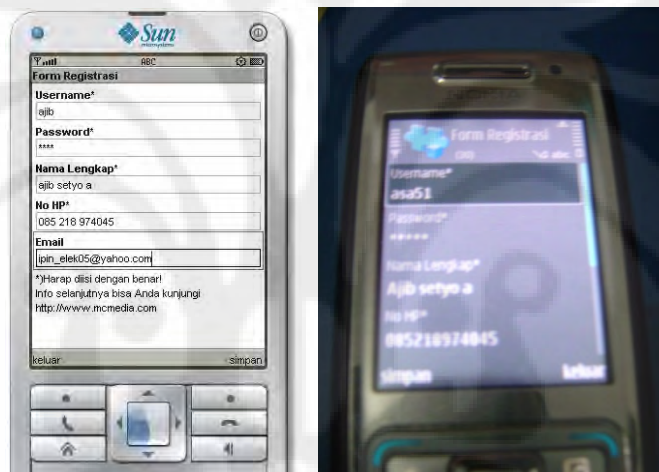 Sun
microsystems
ABC
Form Registrasi
Username*
ajib
Password*
****
Nama Lengkap*
ajib setyo a
No HP*
085 218 974045
Email
ipin_elek05@yahoo.com
*)Harap diisi dengan benar!
Info selanjutnya bisa Anda kunjungi
http://www.mcmedia.com
keluar
simpan
Form Registrasi
abc
Username*
asa51
Password*
*****
Nama Lengkap*
Ajib setyo a
No HP*
085218974045
simpan
keluar